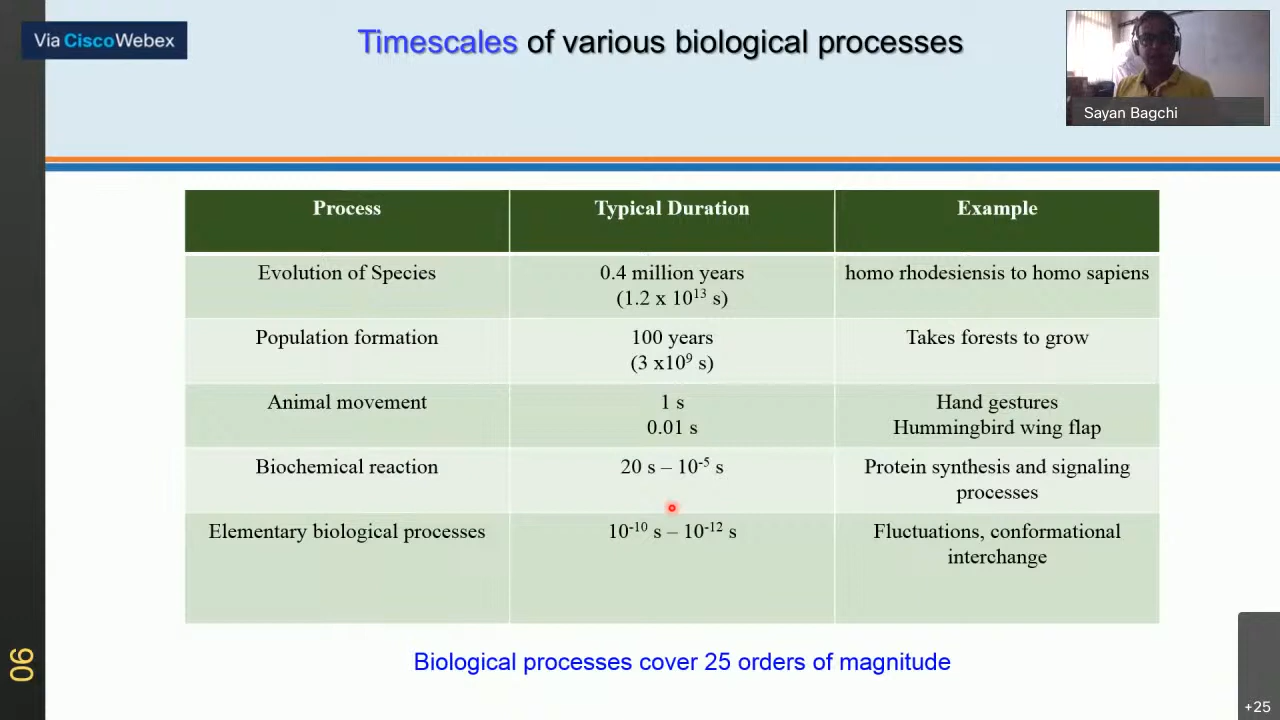 Via CiscoWebex
Timescales of various biological processes
Sayan Bagchi
Process Typical Duration Example
Evolution of Species 0.4 million years homo rhodesiensis to homo sapiens
(1.2 x 10¹³ s)
Population formation 100 years Takes forests to grow
(3 x10⁹ s)
Animal movement 1 s Hand gestures
0.01 s Hummingbird wing flap
Biochemical reaction 20 s – 10⁻⁵ s Protein synthesis and signaling
processes
Elementary biological processes 10⁻¹⁰ s – 10⁻¹² s Fluctuations, conformational
interchange
Biological processes cover 25 orders of magnitude
06
+25